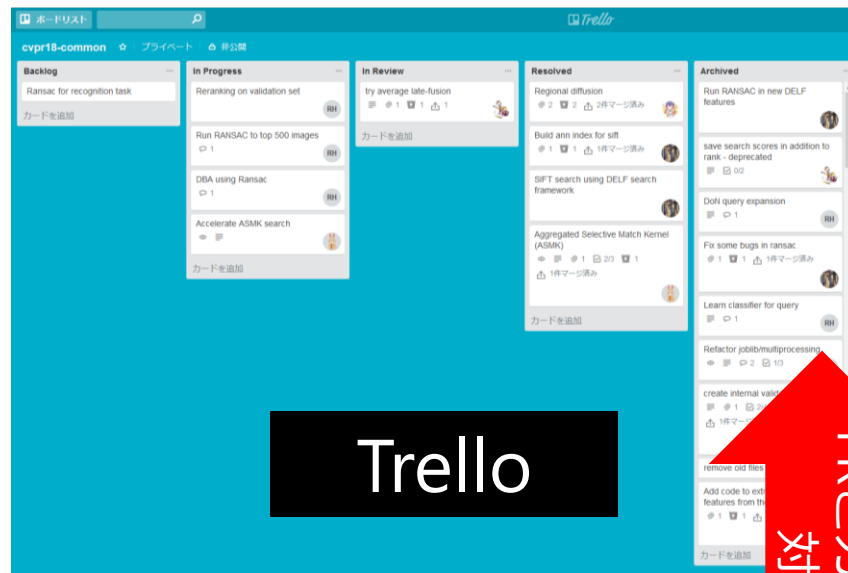 ボードリスト
Trello
cvpr18-common ☆ プライベート 非公開
Backlog
Ransac for recognition task
カードを追加
In Progress
Reranking on validation set
RH
Run RANSAC to top 500 images
1
RH
DBA using Ransac
1
RH
Accelerate ASMK search
カードを追加
In Review
try average late-fusion
1 1 1
カードを追加
Resolved
Regional diffusion
2 2 2件マージ済み
Build ann index for sift
1 1 1件マージ済み
SIFT search using DELF search
framework
Aggregated Selective Match Kernel
(ASMK)
1 2/3 1
1件マージ済み
カードを追加
Archived
Run RANSAC in new DELF
features
save search scores in addition to
rank - deprecated
0/2
DoN query expansion
1
RH
Fix some bugs in ransac
1 1 1件マージ済み
Learn classifier for query
1
RH
Refactor joblib/multiprocessing
2 1/3
create internal
1
remove old files
Add code to
features from
1 1
カードを追加
Trello
対